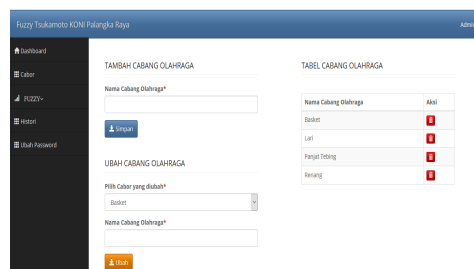 Fuzzy Tsukamoto KONI Palangka Raya
Admin
Dashboard
Cabor
FUZZY
Histori
Ubah Password
TAMBAH CABANG OLAHRAGA
Nama Cabang Olahraga*
Simpan
UBAH CABANG OLAHRAGA
Pilih Cabor yang diubah*
Basket
Nama Cabang Olahraga*
Ubah
TABEL CABANG OLAHRAGA
Nama Cabang Olahraga Aksi
Basket
Lari
Panjat Tebing
Renang